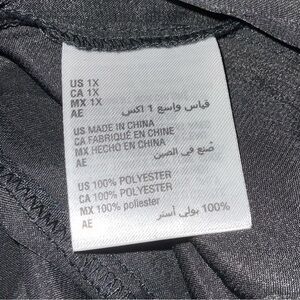 US 1X
CA 1X
MX 1X
AE قياس واسع 1 اكس
US MADE IN CHINA
CA FABRIQUÉ EN CHINE
MX HECHO EN CHINA
AE صنع في الصين
US 100% POLYESTER
CA 100% POLYESTER
MX 100% poliester
AE 100% بولي أستر